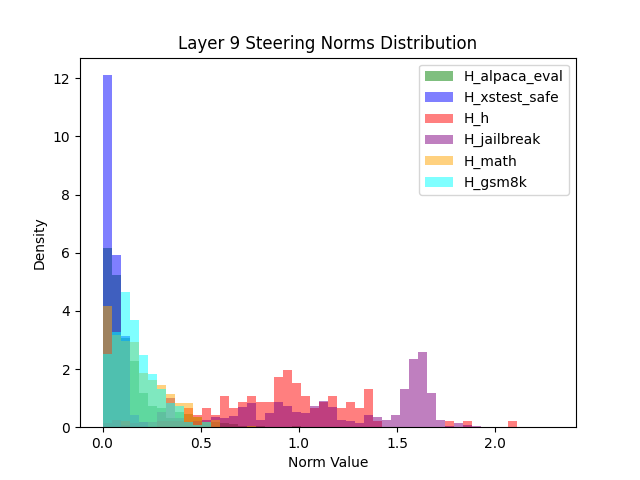 Layer 9 Steering Norms Distribution
H_alpaca_eval
H_xstest_safe
H_h
H_jailbreak
H_math
H_gsm8k
12
10
8
6
4
2
0
Density
0.0 0.5 1.0 1.5 2.0
Norm Value